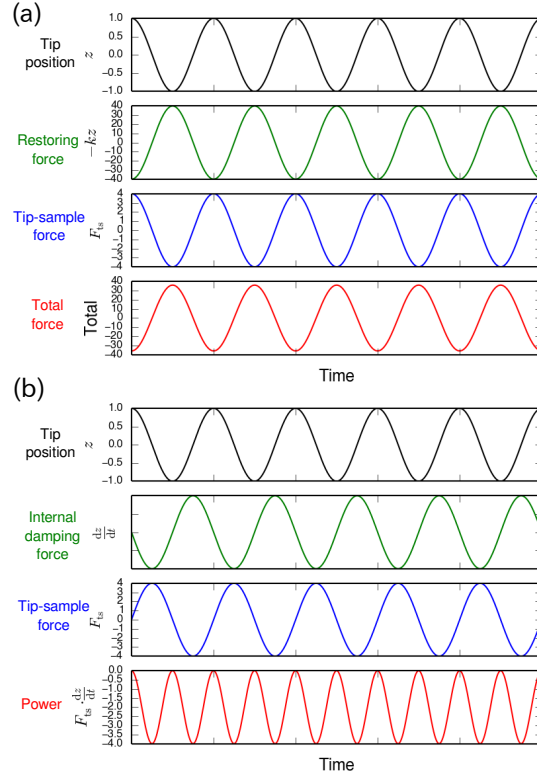 (a)
Tip
position
z
1.0
0.5
0.0
−0.5
−1.0
Restoring
force
−kz
40
30
20
10
0
−10
−20
−30
−40
Tip-sample
force
Fts
4
3
2
1
0
−1
−2
−3
−4
Total
force
Total
40
30
20
10
0
−10
−20
−30
−40
Time
(b)
Tip
position
z
1.0
0.5
0.0
−0.5
−1.0
Internal
damping
force
dz
dt
Tip-sample
force
Fts
4
3
2
1
0
−1
−2
−3
−4
Power
Fts·dz/dt
0.0
−0.5
−1.0
−1.5
−2.0
−2.5
−3.0
−3.5
−4.0
Time